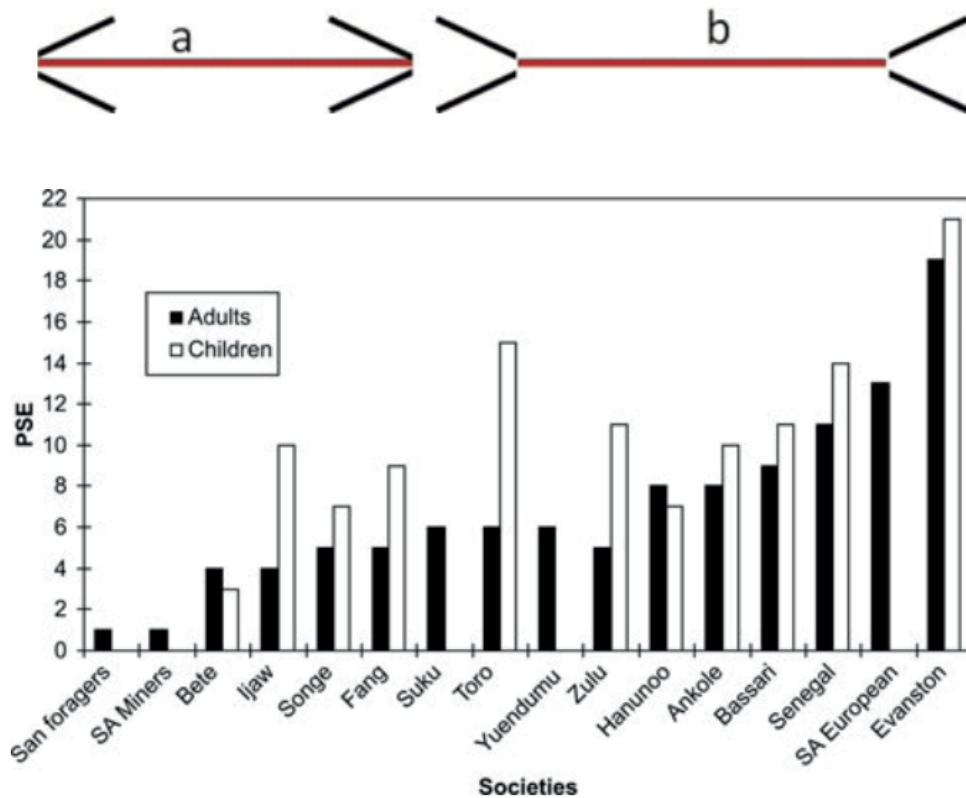 a
b
22
20
18
16
14
12
10
8
6
4
2
0
PSE
Adults
Children
San foragers
SA Miners
Bete
Ijaw
Songe
Fang
Suku
Toro
Yuendumu
Zulu
Hanunoo
Ankole
Bassari
Senegal
SA European
Evanston
Societies